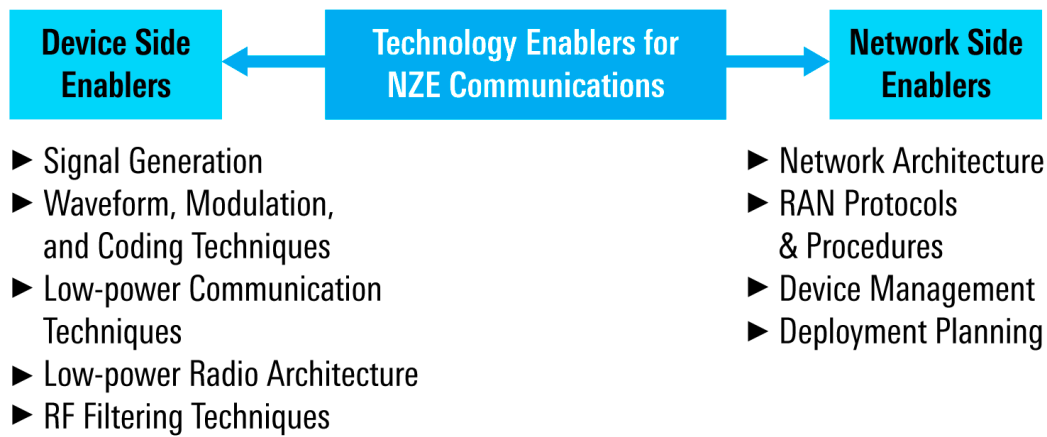 Device Side
Enablers
Technology Enablers for
NZE Communications
Network Side
Enablers
► Signal Generation
► Waveform, Modulation,
and Coding Techniques
► Low-power Communication
Techniques
► Low-power Radio Architecture
► RF Filtering Techniques
► Network Architecture
► RAN Protocols
& Procedures
► Device Management
► Deployment Planning